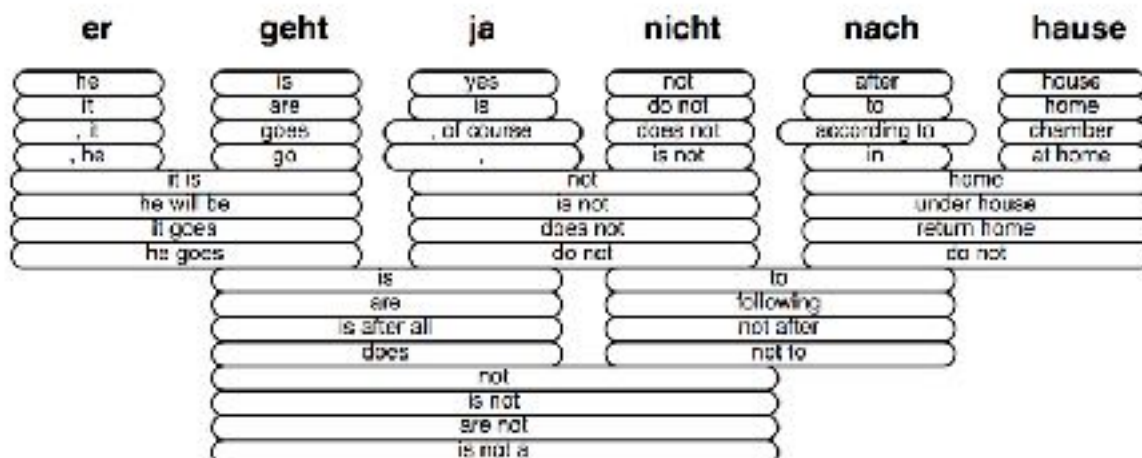 er geht ja nicht nach hause
he is yes not after house
it are is do not to home
, it goes , of course does not according to chamber
, he go , is not in at home
it is not home
he will be is not under house
it goes does not return home
he goes do not do not
is to
are following
is after all not after
does not to
not
is not
are not
is not a